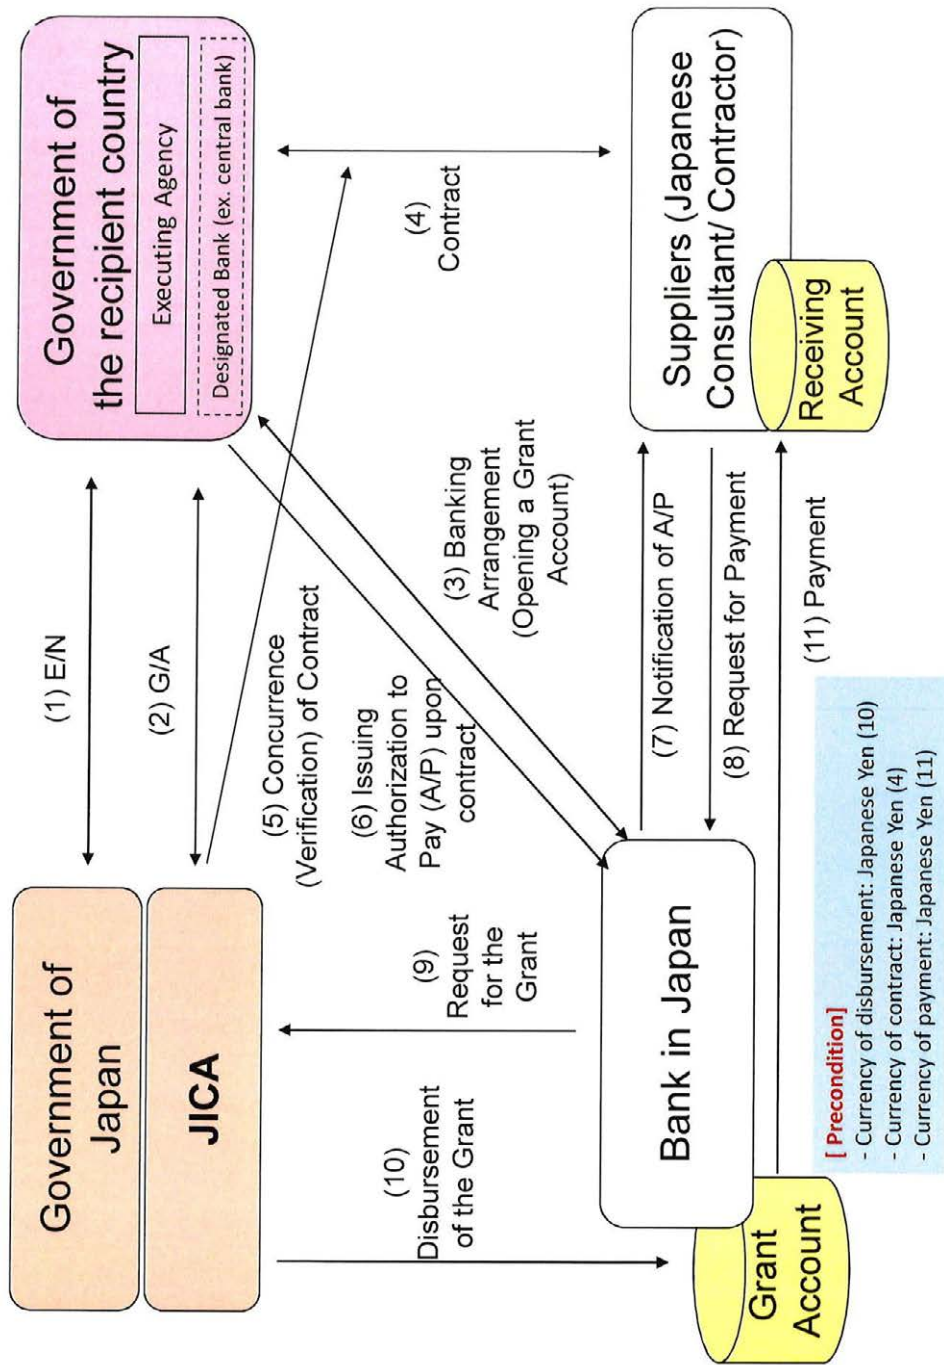 Government of
Japan
JICA
Government of
the recipient country
Executing Agency
Designated Bank (ex. central bank)
(1) E/N
(2) G/A
(5) Concurrence
(Verification) of Contract
(6) Issuing
Authorization to
Pay (A/P) upon
contract
(3) Banking
Arrangement
(Opening a Grant
Account)
(4)
Contract
(9)
Request
for the
Grant
(10)
Disbursement
of the Grant
Bank in Japan
Grant
Account
(7) Notification of A/P
(8) Request for Payment
(11) Payment
Suppliers (Japanese
Consultant/ Contractor)
Receiving
Account
[ Precondition]
- Currency of disbursement: Japanese Yen (10)
- Currency of contract: Japanese Yen (4)
- Currency of payment: Japanese Yen (11)